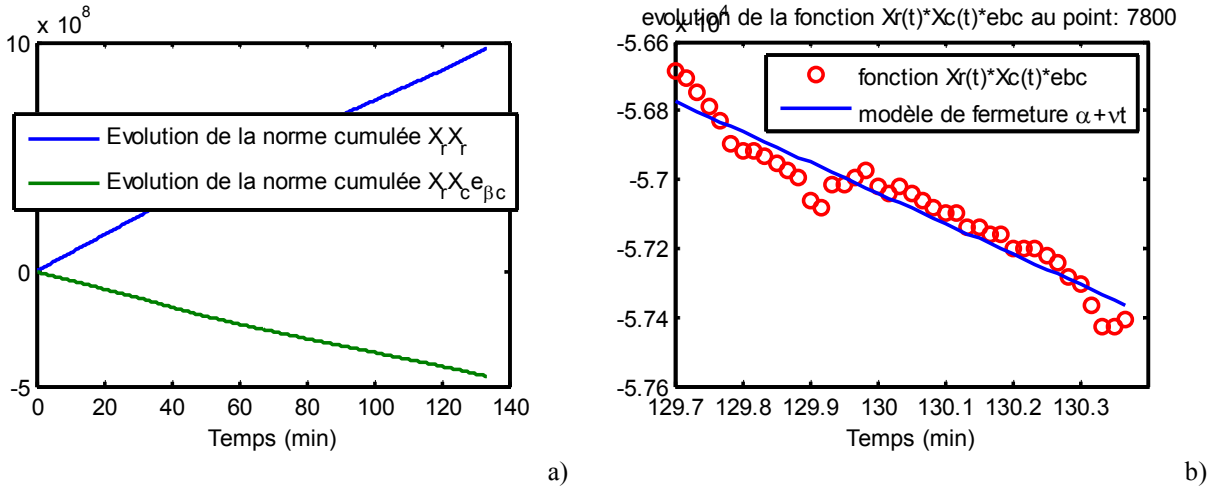 x 10^8
10
0
-5
0 20 40 60 80 100 120 140
Temps (min)
Evolution de la norme cumulée X_rX_r
Evolution de la norme cumulée X_rX_ce_βc
a)
evolution de la fonction Xr(t)*Xc(t)*ebc au point: 7800
x 10^4
-5.66
-5.68
-5.7
-5.72
-5.74
-5.76
129.7 129.8 129.9 130 130.1 130.2 130.3
Temps (min)
fonction Xr(t)*Xc(t)*ebc
modèle de fermeture α+νt
b)